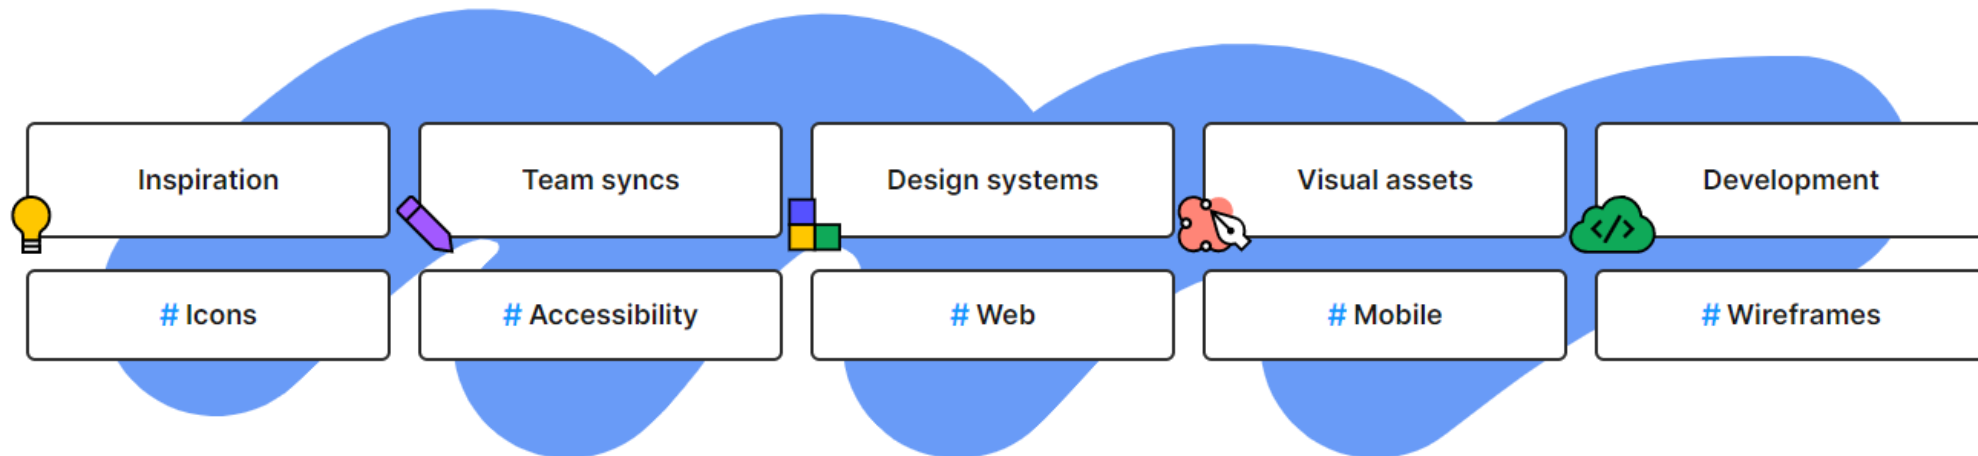 Inspiration
Team syncs
Design systems
Visual assets
Development
</>
# Icons
# Accessibility
# Web
# Mobile
# Wireframes